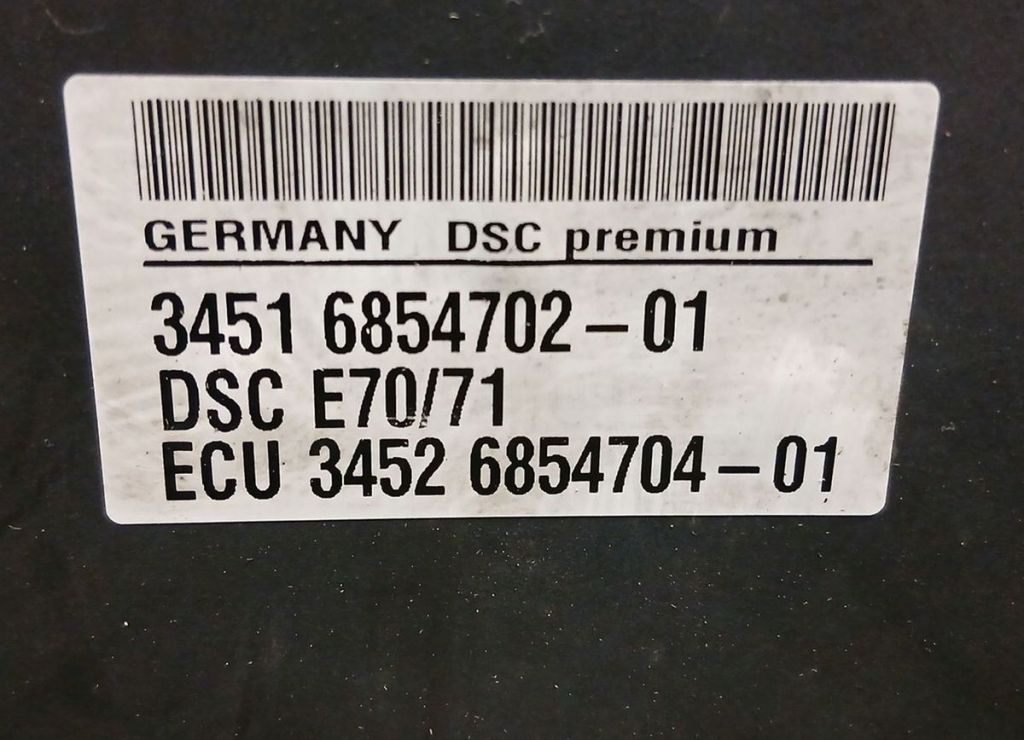 GERMANY DSC premium
3451 6854702-01
DSC E70/71
ECU 3452 6854704-01